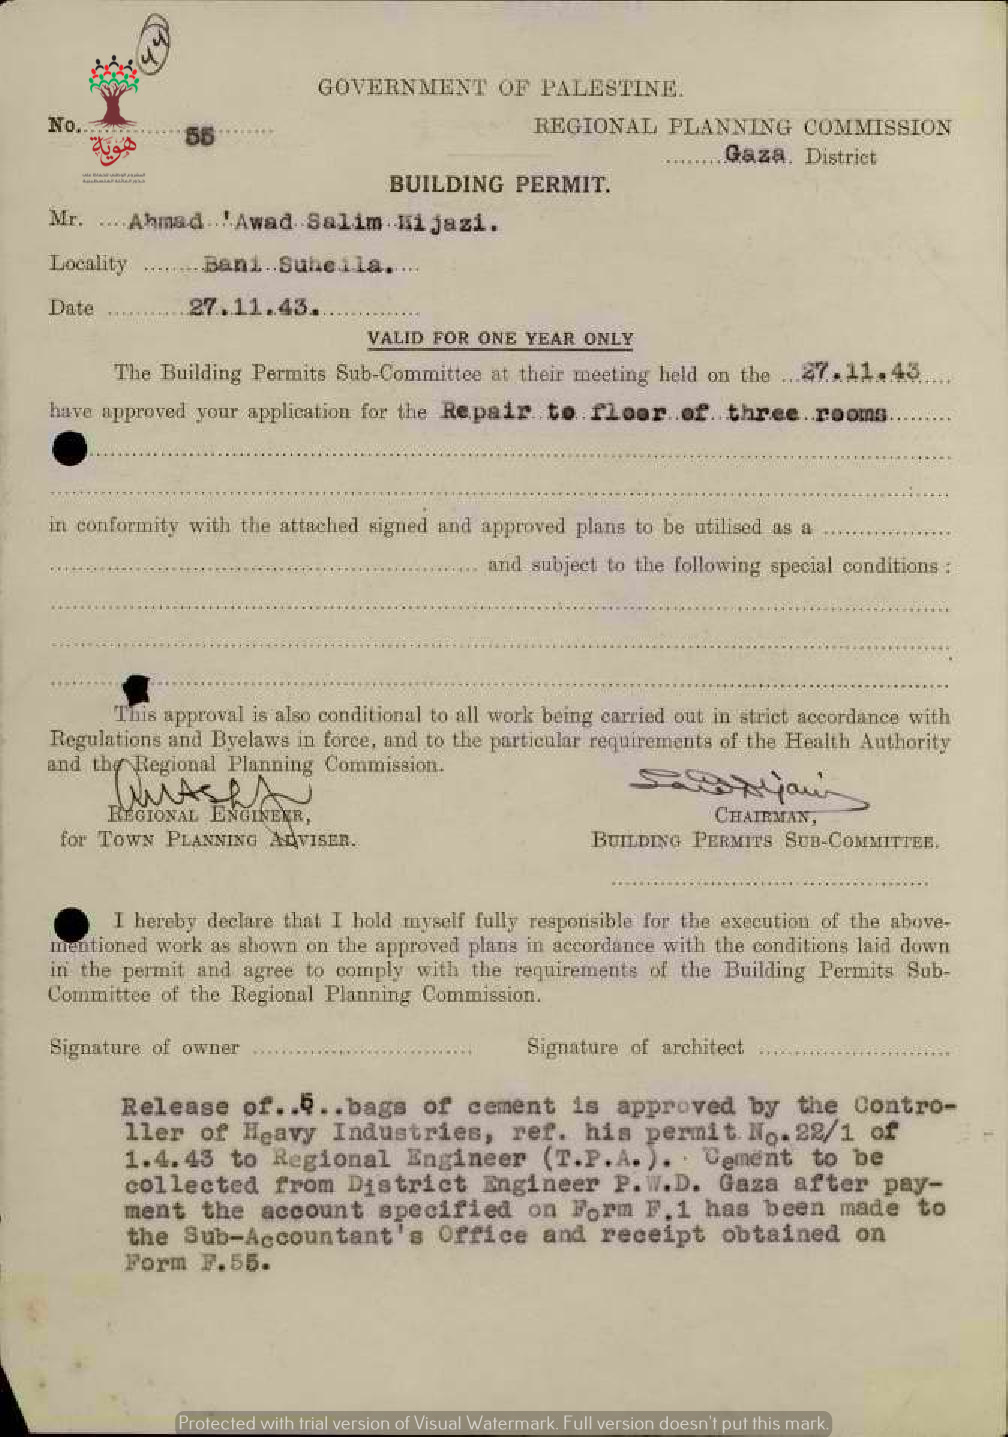 44
GOVERNMENT OF PALESTINE.
No. 55
REGIONAL PLANNING COMMISSION
هوية
Gaza. District
BUILDING PERMIT.
Mr. Ahmad 'Awad Salim Hijazi.
Locality Bani Suheila.
Date 27.11.43.
VALID FOR ONE YEAR ONLY
The Building Permits Sub-Committee at their meeting held on the 27.11.43
have approved your application for the Repair to floor of three rooms
in conformity with the attached signed and approved plans to be utilised as a
and subject to the following special conditions :
This approval is also conditional to all work being carried out in strict accordance with
Regulations and Byelaws in force, and to the particular requirements of the Health Authority
and the Regional Planning Commission.
REGIONAL ENGINEER,
for TOWN PLANNING ADVISER.
CHAIRMAN,
BUILDING PERMITS SUB-COMMITTEE.
I hereby declare that I hold myself fully responsible for the execution of the above-
mentioned work as shown on the approved plans in accordance with the conditions laid down
in the permit and agree to comply with the requirements of the Building Permits Sub-
Committee of the Regional Planning Commission.
Signature of owner Signature of architect
Release of..5..bags of cement is approved by the Contro-
ller of Heavy Industries, ref. his permit No.22/1 of
1.4.43 to Regional Engineer (T.P.A.). Cement to be
collected from District Engineer P.W.D. Gaza after pay-
ment the account specified on Form F.1 has been made to
the Sub-Accountant's Office and receipt obtained on
Form F.55.
Protected with trial version of Visual Watermark. Full version doesn't put this mark.